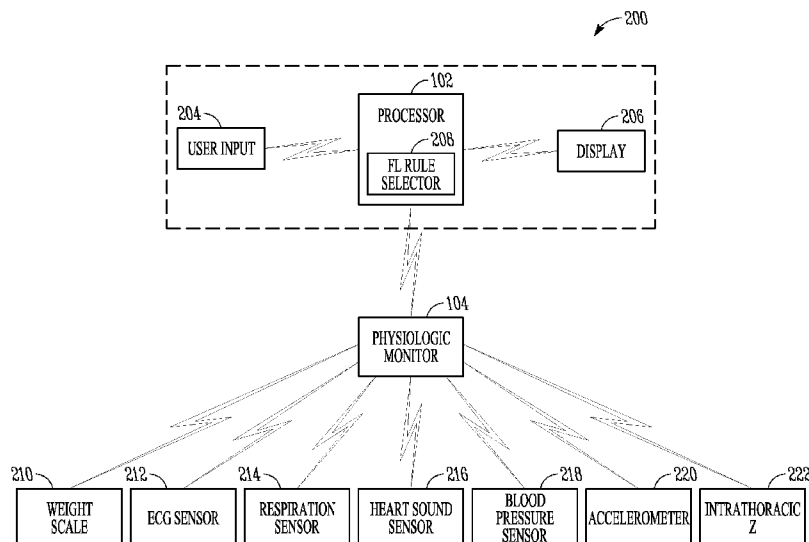 200
102
204
PROCESSOR
206
USER INPUT
208
DISPLAY
FL RULE
SELECTOR
104
PHYSIOLOGIC
MONITOR
210
212
214
216
218
220
222
WEIGHT
SCALE
ECG SENSOR
RESPIRATION
SENSOR
HEART SOUND
SENSOR
BLOOD
PRESSURE
SENSOR
ACCELEROMETER
INTRATHORACIC
Z